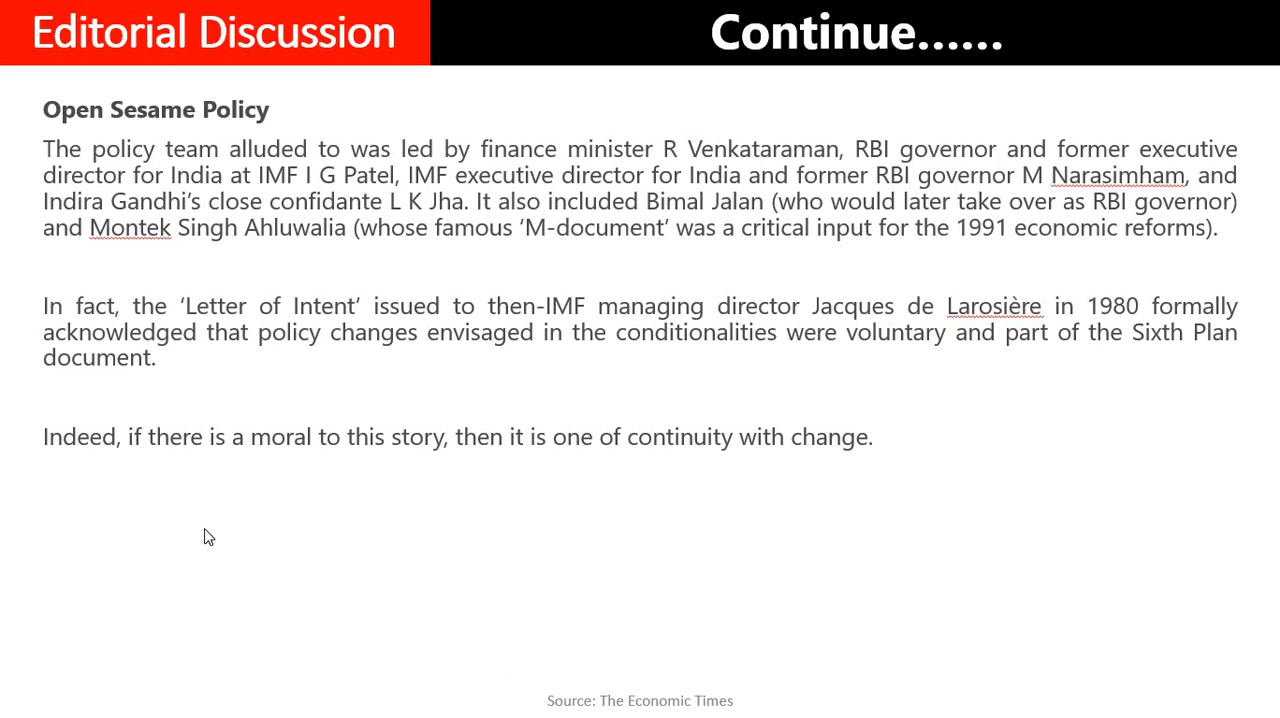 Editorial Discussion
Continue......
Open Sesame Policy
The policy team alluded to was led by finance minister R Venkataraman, RBI governor and former executive
director for India at IMF I G Patel, IMF executive director for India and former RBI governor M Narasimham, and
Indira Gandhi’s close confidante L K Jha. It also included Bimal Jalan (who would later take over as RBI governor)
and Montek Singh Ahluwalia (whose famous ‘M-document’ was a critical input for the 1991 economic reforms).
In fact, the ‘Letter of Intent’ issued to then-IMF managing director Jacques de Larosière in 1980 formally
acknowledged that policy changes envisaged in the conditionalities were voluntary and part of the Sixth Plan
document.
Indeed, if there is a moral to this story, then it is one of continuity with change.
Source: The Economic Times